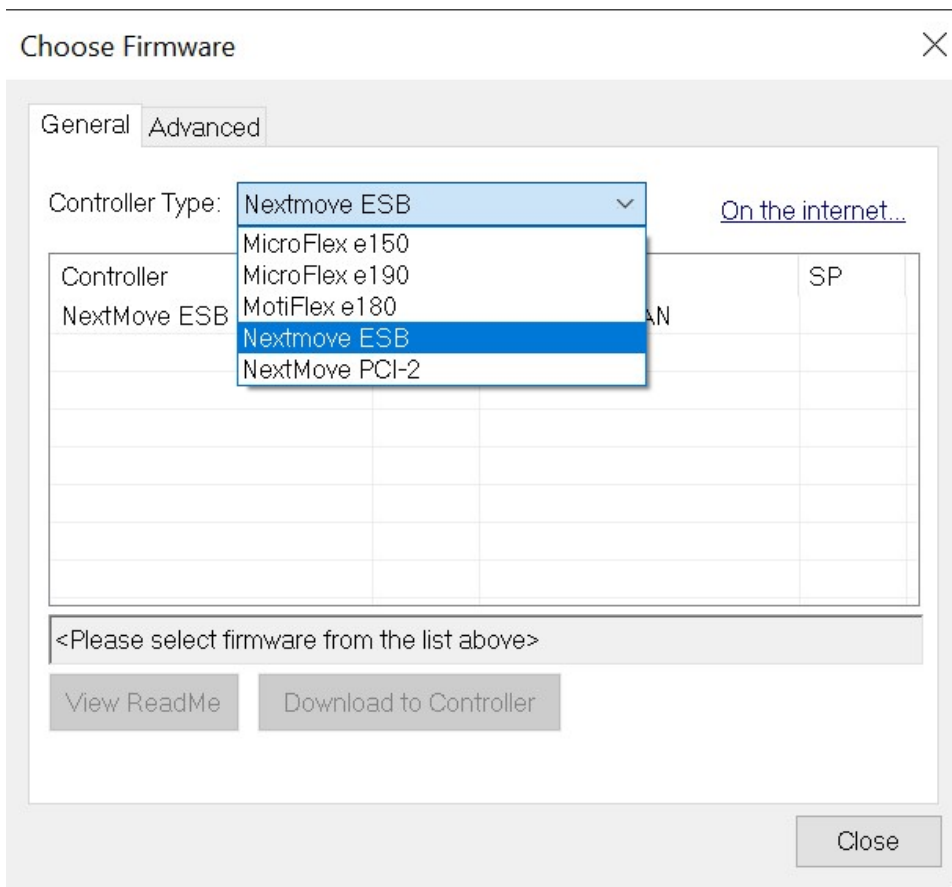 Choose Firmware
General
Advanced
Controller Type:
Nextmove ESB
On the internet...
MicroFlex e150
MicroFlex e190
MotiFlex e180
Nextmove ESB
NextMove PCI-2
Controller
SP
NextMove ESB
<Please select firmware from the list above>
View ReadMe
Download to Controller
Close